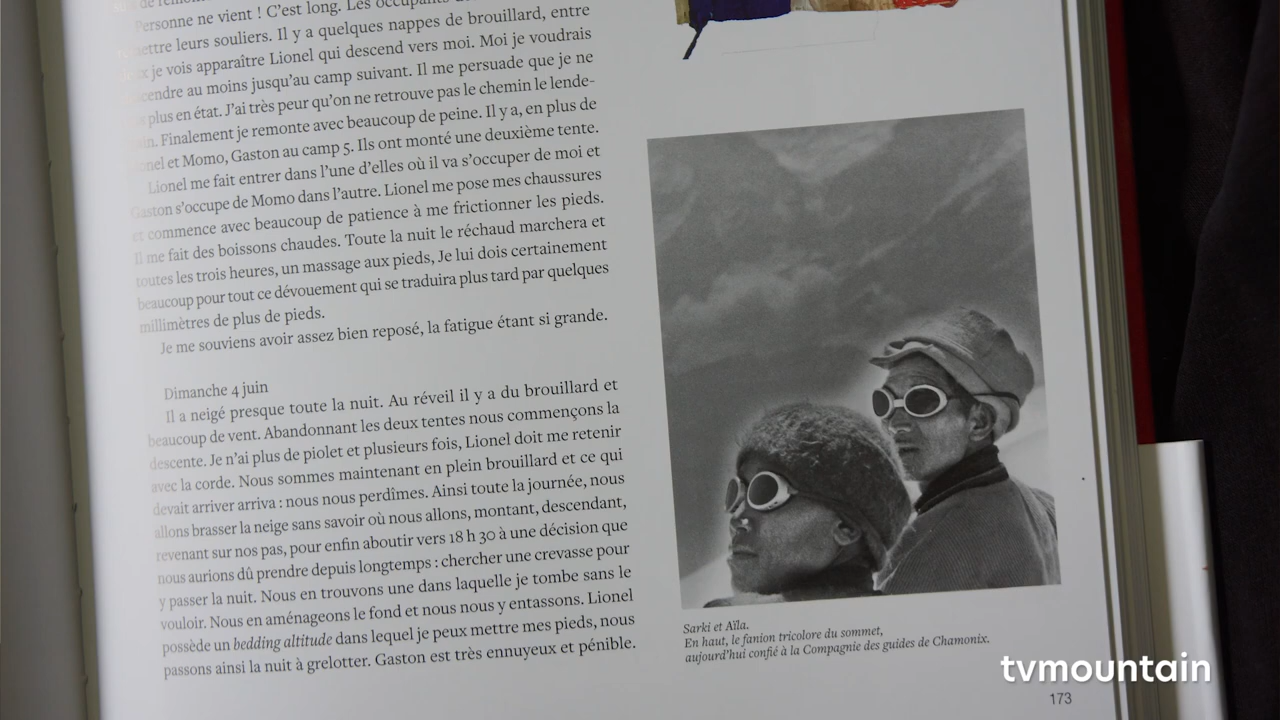 de
Personne ne vient ! C'est long. Les occupants
mettre leurs souliers. Il y a quelques nappes de brouillard, entre
je vois apparaître Lionel qui descend vers moi. Moi je voudrais
cendre au moins jusqu'au camp suivant. Il me persuade que je ne
plus en état. J'ai très peur qu'on ne retrouve pas le chemin le lende-
in. Finalement je remonte avec beaucoup de peine. Il y a, en plus de
onel et Momo, Gaston au camp 5. Ils ont monté une deuxième tente.
Lionel me fait entrer dans l'une d'elles où il va s'occuper de moi et
Gaston s'occupe de Momo dans l'autre. Lionel me pose mes chaussures
et commence avec beaucoup de patience à me frictionner les pieds.
Il me fait des boissons chaudes. Toute la nuit le réchaud marchera et
toutes les trois heures, un massage aux pieds, Je lui dois certainement
beaucoup pour tout ce dévouement qui se traduira plus tard par quelques
millimètres de plus de pieds.
Je me souviens avoir assez bien reposé, la fatigue étant si grande.
Dimanche 4 juin
Il a neigé presque toute la nuit. Au réveil il y a du brouillard et
beaucoup de vent. Abandonnant les deux tentes nous commençons la
descente. Je n'ai plus de piolet et plusieurs fois, Lionel doit me retenir
avec la corde. Nous sommes maintenant en plein brouillard et ce qui
devait arriver arriva : nous nous perdîmes. Ainsi toute la journée, nous
allons brasser la neige sans savoir où nous allons, montant, descendant,
revenant sur nos pas, pour enfin aboutir vers 18 h 30 à une décision que
nous aurions dû prendre depuis longtemps : chercher une crevasse pour
y passer la nuit. Nous en trouvons une dans laquelle je tombe sans le
vouloir. Nous en aménageons le fond et nous nous y entassons. Lionel
possède un bedding altitude dans lequel je peux mettre mes pieds, nous
passons ainsi la nuit à grelotter. Gaston est très ennuyeux et pénible.
Sarki et Aïla.
En haut, le fanion tricolore du sommet,
aujourd'hui confié à la Compagnie des guides de Chamonix.
tvmountain
173